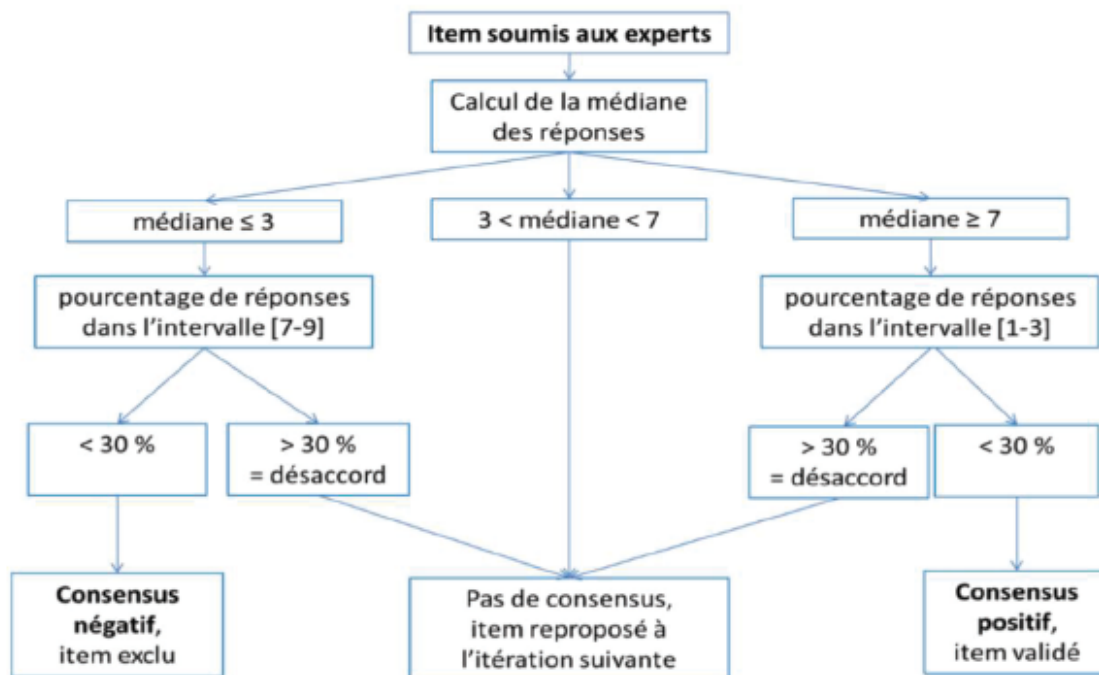 Item soumis aux experts
Calcul de la médiane
des réponses
médiane ≤ 3
3 < médiane < 7
médiane ≥ 7
pourcentage de réponses
dans l'intervalle [7-9]
pourcentage de réponses
dans l'intervalle [1-3]
< 30 %
> 30 %
= désaccord
> 30 %
= désaccord
< 30 %
Consensus
négatif,
item exclu
Pas de consensus,
item reproposé à
l'itération suivante
Consensus
positif,
item validé